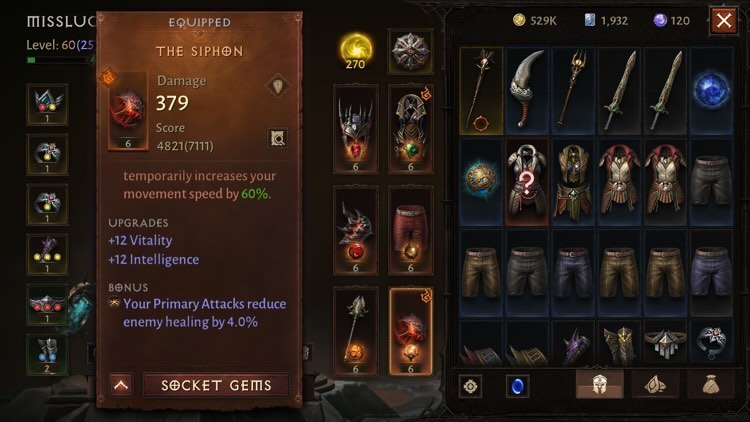 MISSLUC
Level: 60(25
1
1
1
1
1
2
EQUIPPED
THE SIPHON
Damage
379
Score
4821(7111)
6
temporarily increases your
movement speed by 60%.
UPGRADES
+12 Vitality
+12 Intelligence
BONUS
Your Primary Attacks reduce
enemy healing by 4.0%
SOCKET GEMS
270
6
6
6
6
6
6
529K
1,932
120
?